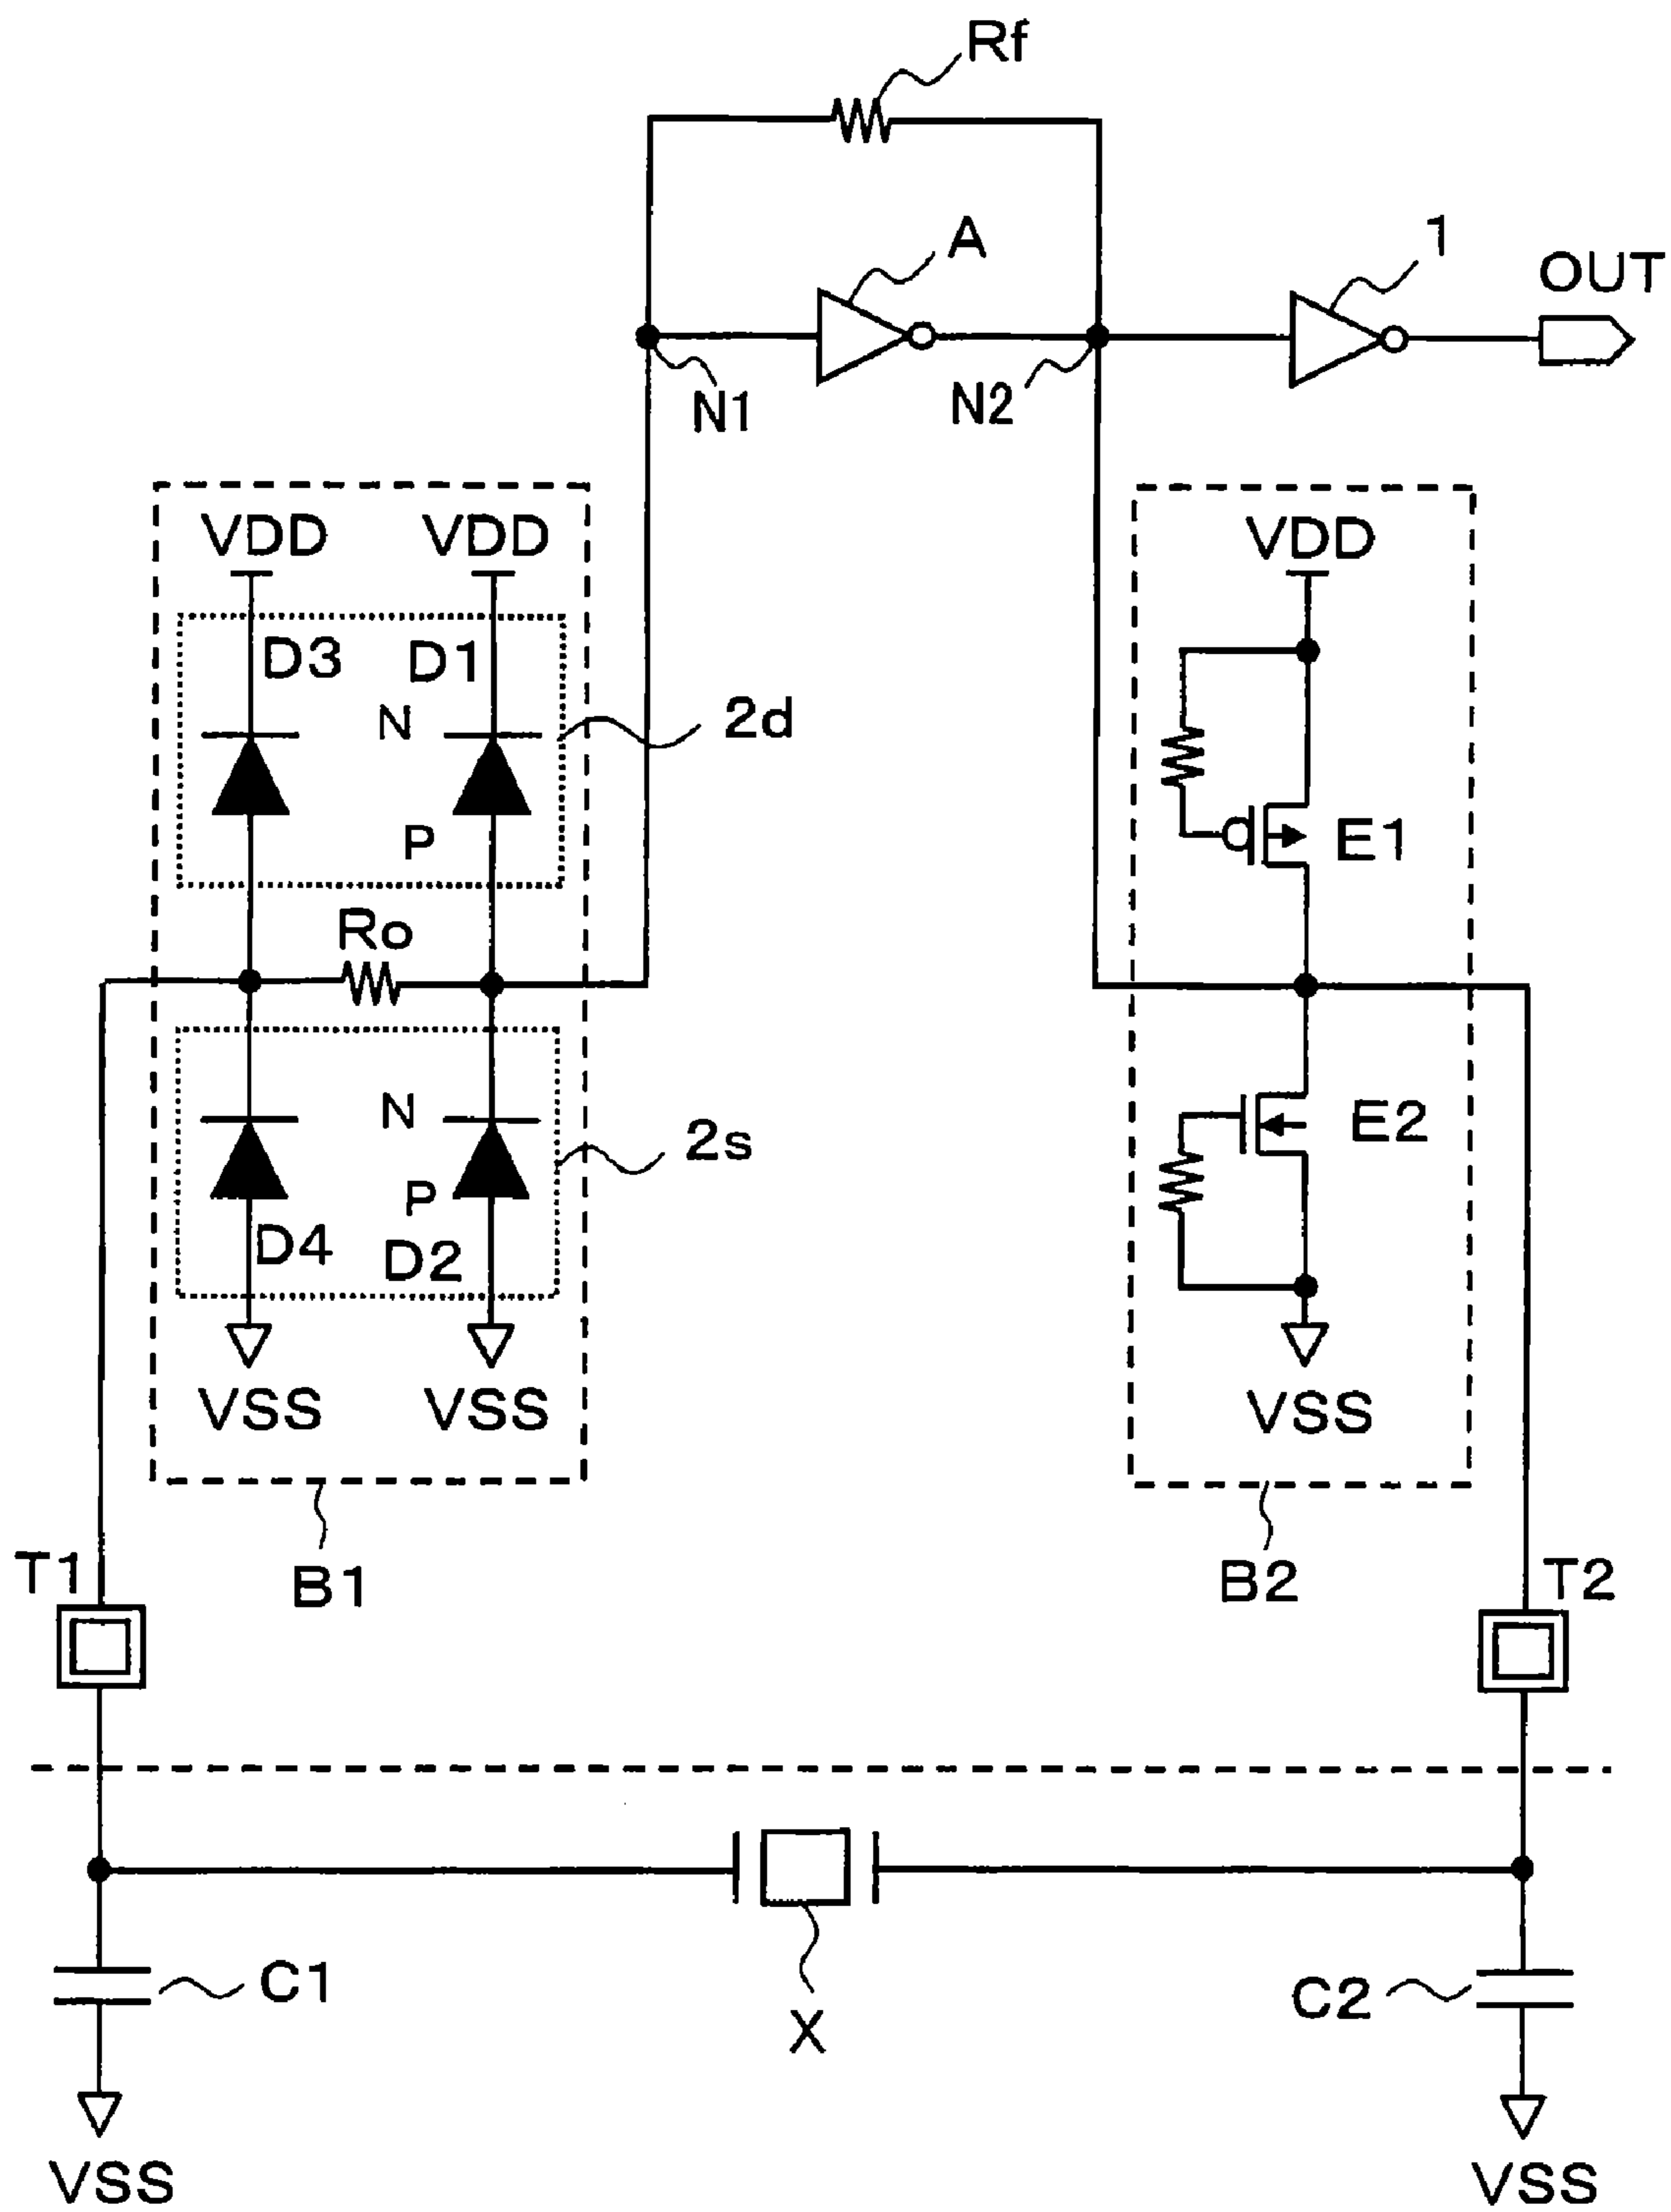 Rf
A
1
OUT
N1
N2
VDD
VDD
VDD
D3
D1
N
2d
P
E1
Ro
N
E2
2s
P
D4
D2
VSS
VSS
VSS
T1
B1
B2
T2
C1
C2
X
VSS
VSS